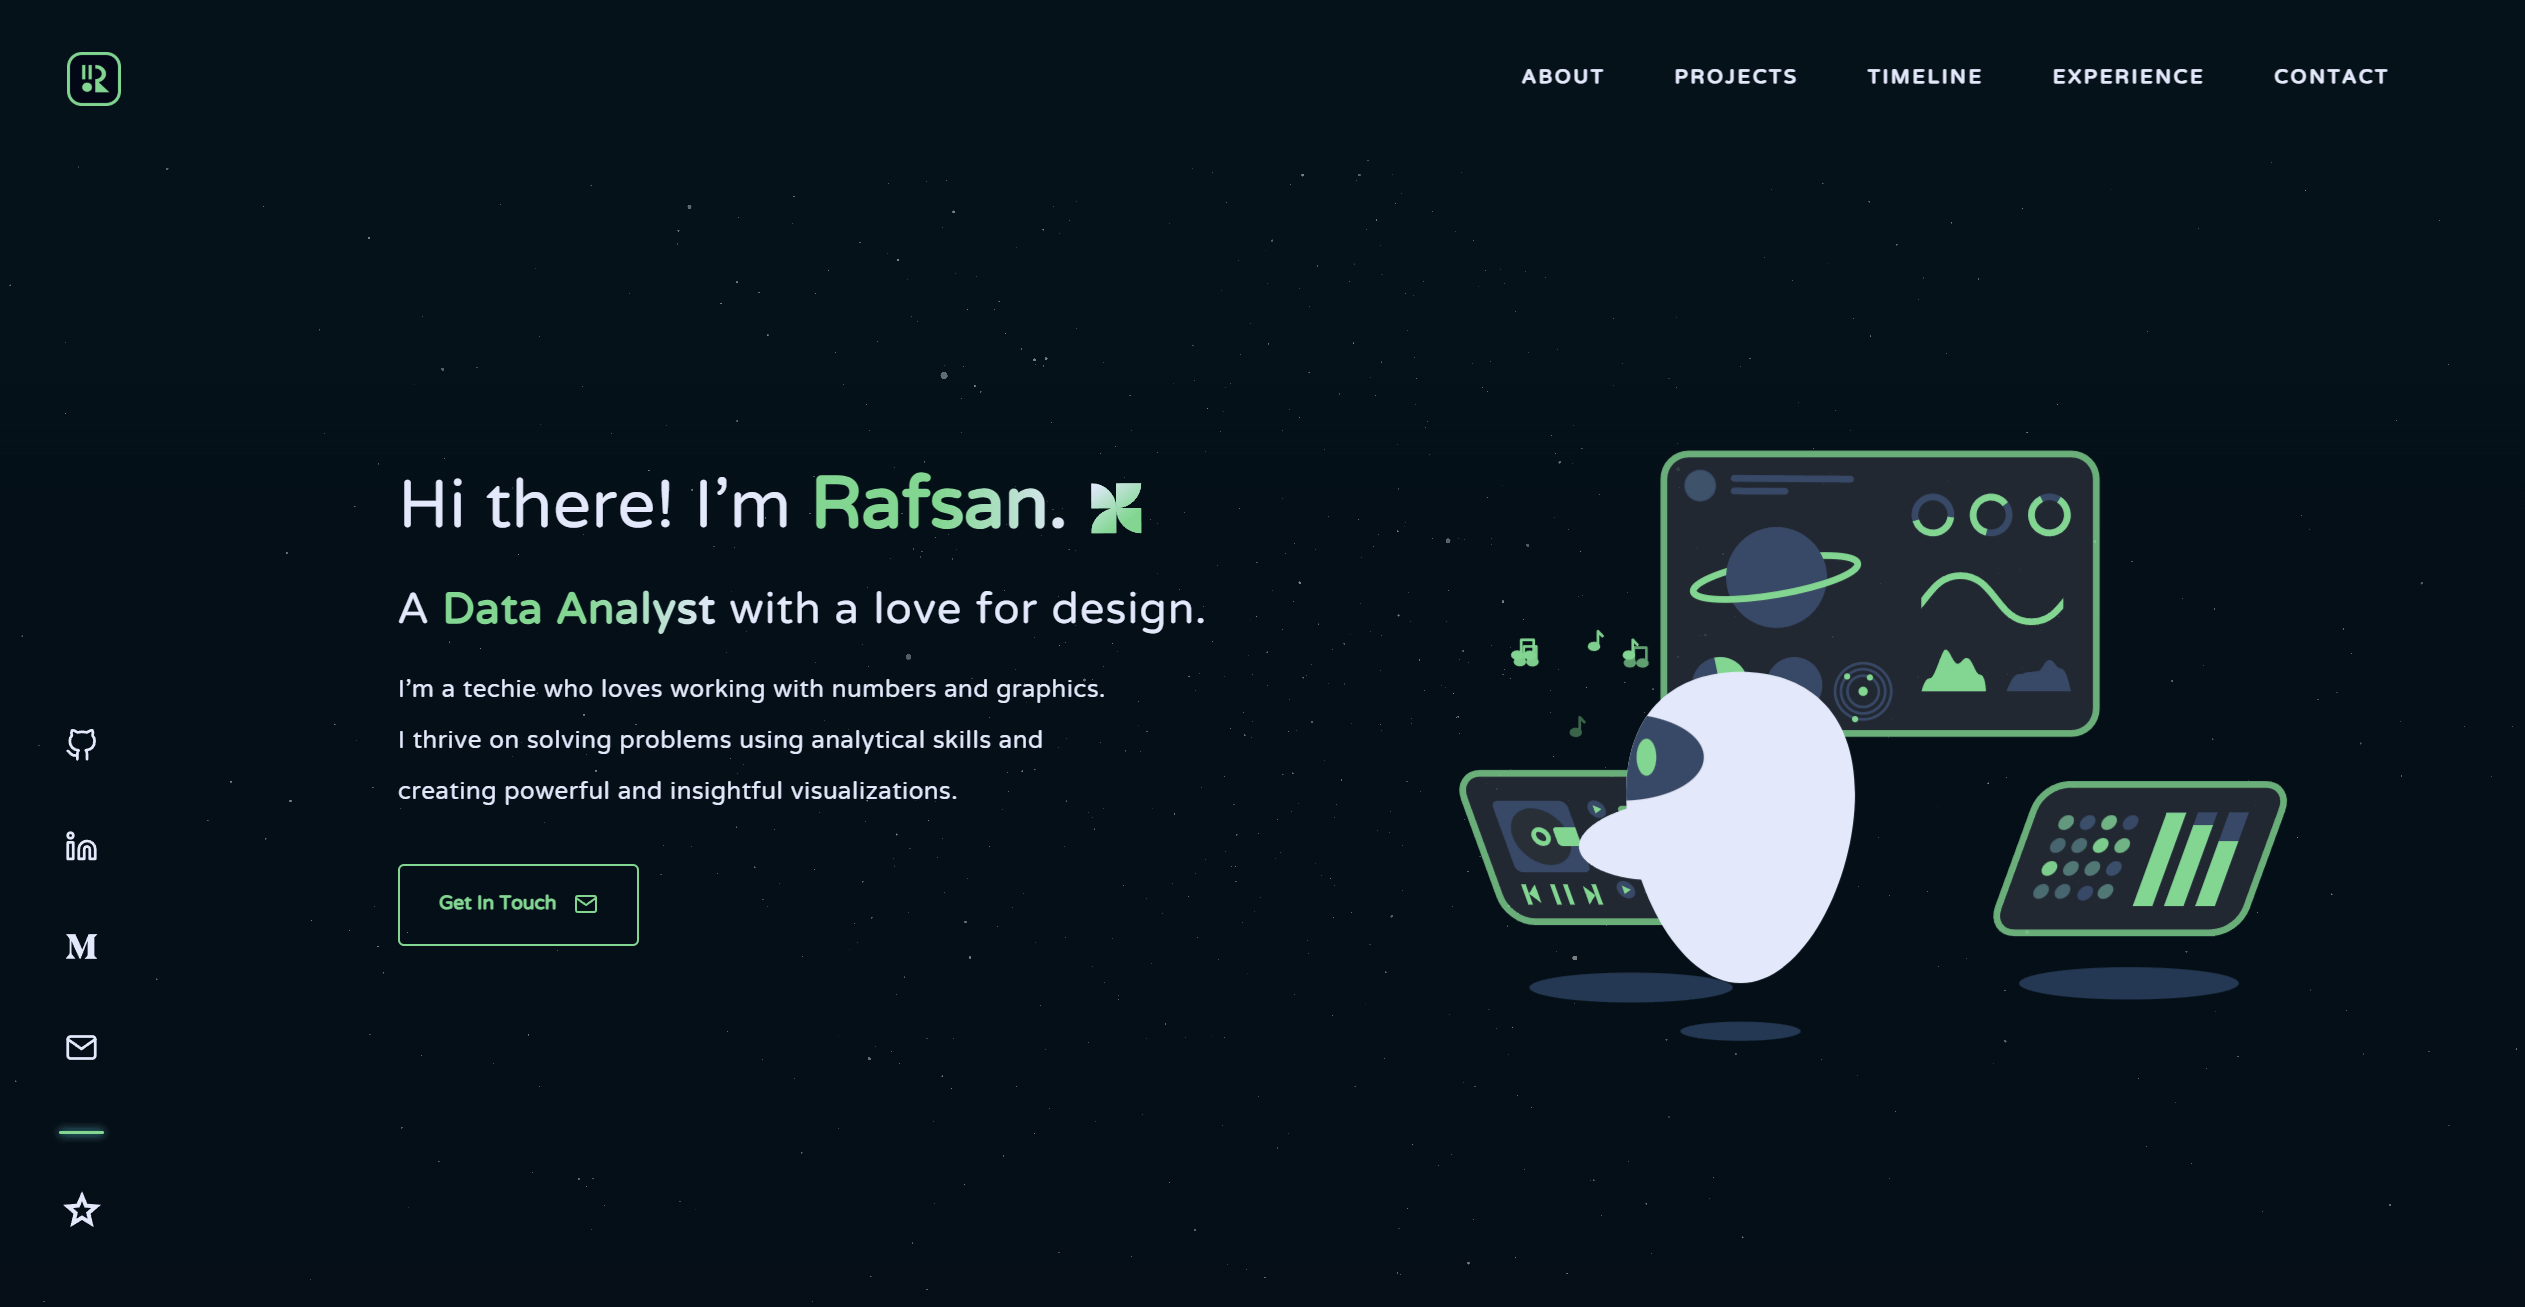 ABOUT PROJECTS TIMELINE EXPERIENCE CONTACT
Hi there! I’m Rafsan.
A Data Analyst with a love for design.
I’m a techie who loves working with numbers and graphics.
I thrive on solving problems using analytical skills and
creating powerful and insightful visualizations.
Get In Touch